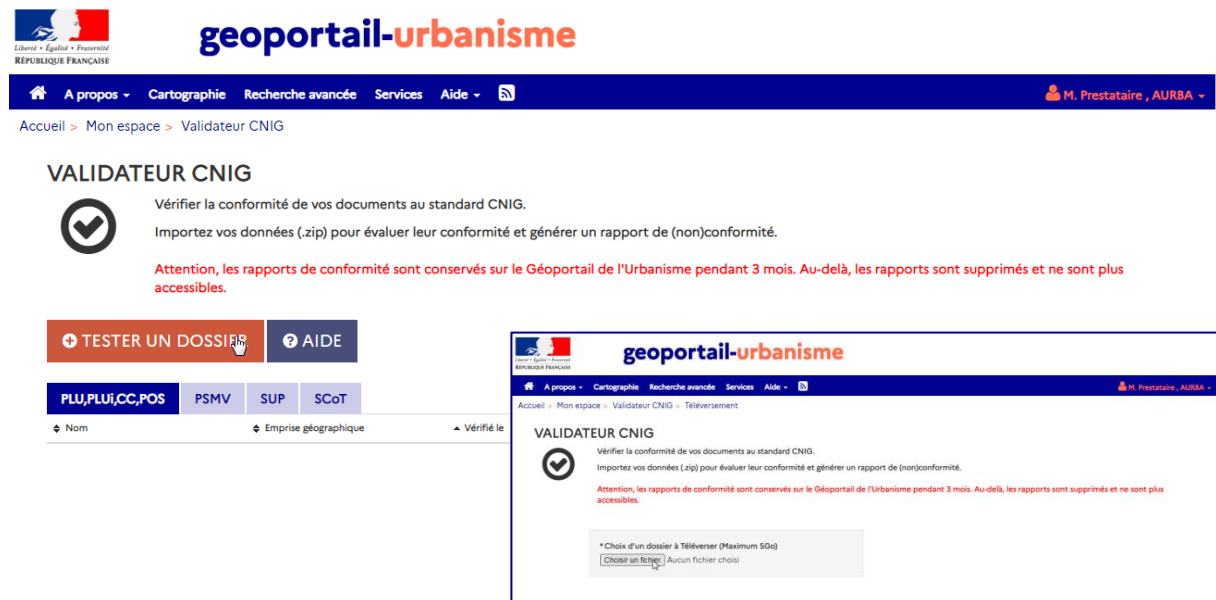 Liberté • Égalité • Fraternité
RÉPUBLIQUE FRANÇAISE
geoportail-urbanisme
A propos
Cartographie
Recherche avancée
Services
Aide
M. Prestataire , AURBA
Accueil > Mon espace > Validateur CNIG
VALIDATEUR CNIG
Vérifier la conformité de vos documents au standard CNIG.
Importez vos données (.zip) pour évaluer leur conformité et générer un rapport de (non)conformité.
Attention, les rapports de conformité sont conservés sur le Géoportail de l'Urbanisme pendant 3 mois. Au-delà, les rapports sont supprimés et ne sont plus
accessibles.
TESTER UN DOSSIER
AIDE
PLU,PLUi,CC,POS
PSMV
SUP
SCoT
Nom
Emprise géographique
Vérifié le
Liberté • Égalité • Fraternité
RÉPUBLIQUE FRANÇAISE
geoportail-urbanisme
A propos
Cartographie
Recherche avancée
Services
Aide
M. Prestataire , AURBA
Accueil > Mon espace > Validateur CNIG > Téléversement
VALIDATEUR CNIG
Vérifier la conformité de vos documents au standard CNIG.
Importez vos données (.zip) pour évaluer leur conformité et générer un rapport de (non)conformité.
Attention, les rapports de conformité sont conservés sur le Géoportail de l'Urbanisme pendant 3 mois. Au-delà, les rapports sont supprimés et ne sont plus
accessibles.
* Choix d'un dossier à Téléverser (Maximum 5Go)
Choisir un fichier Aucun fichier choisi